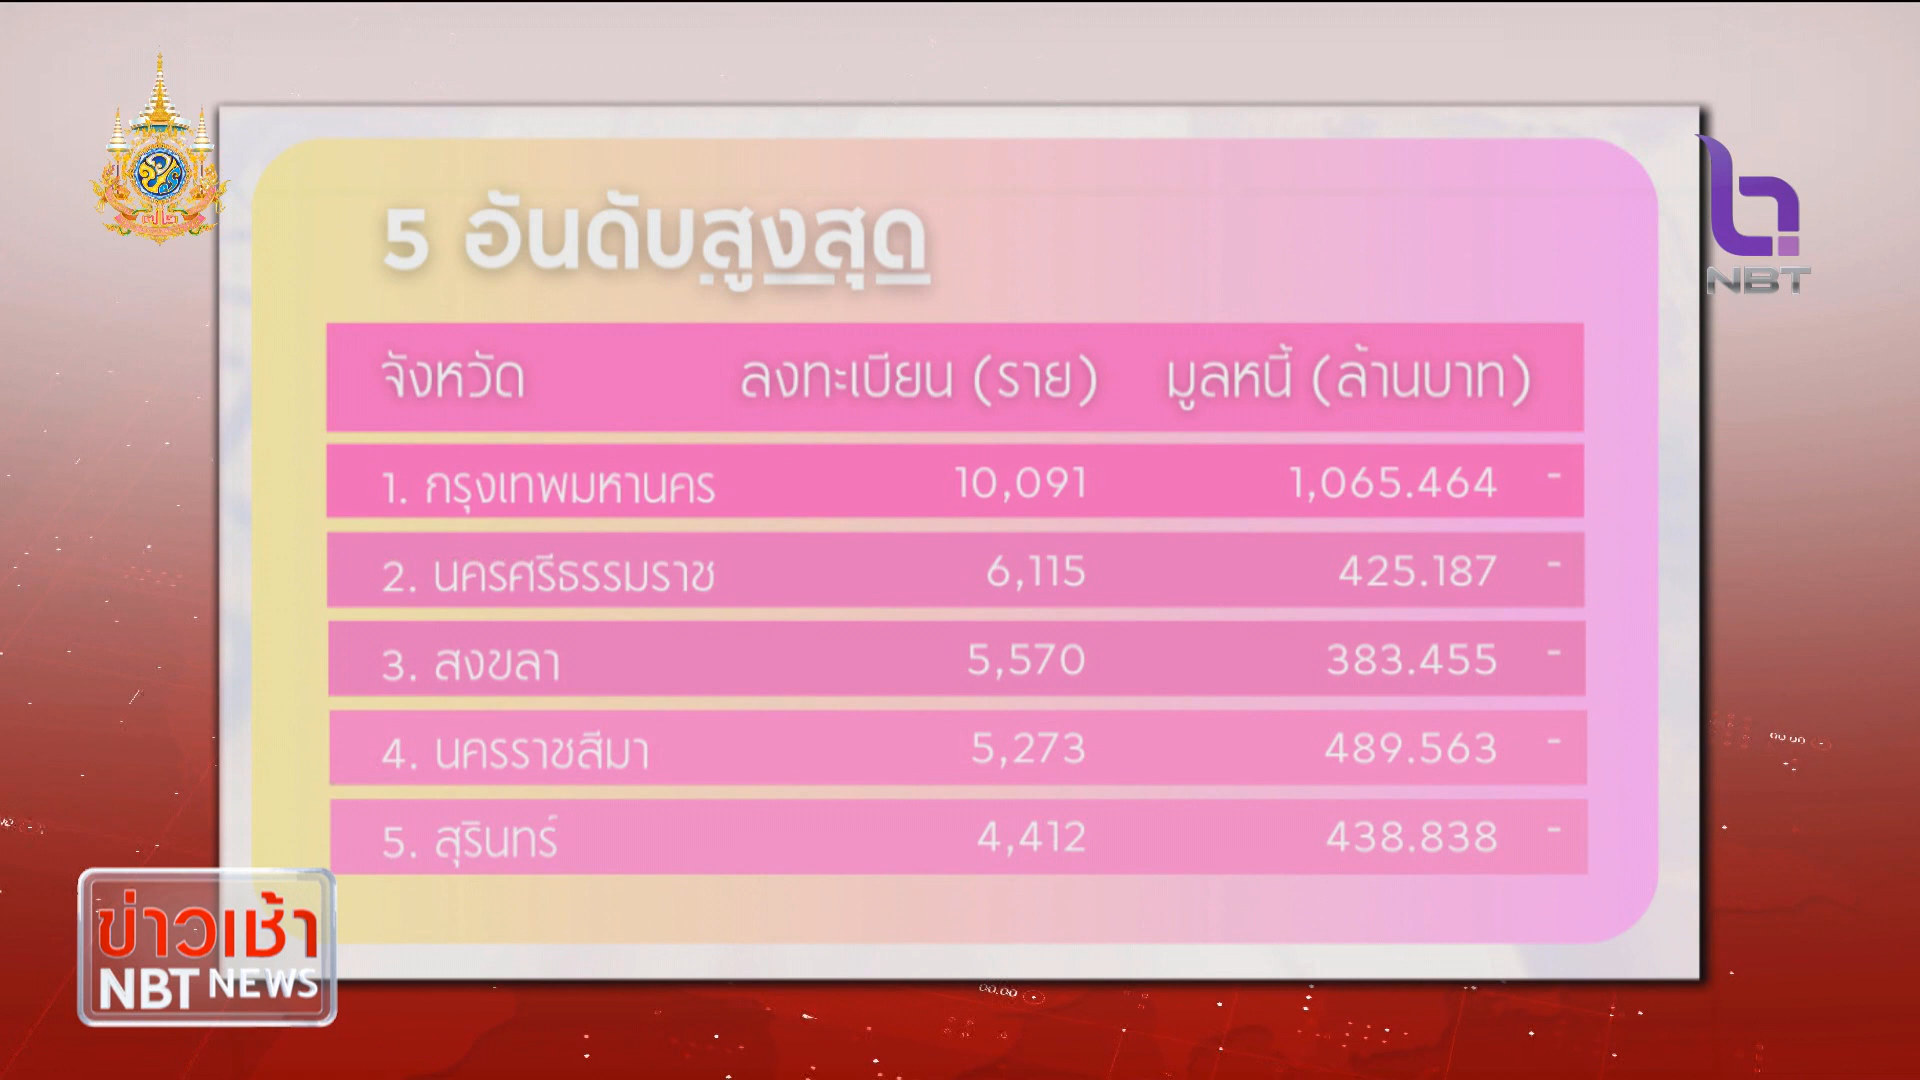 5 อันดับสูงสุด
จังหวัด ลงทะเบียน (ราย) มูลหนี้ (ล้านบาท)
1. กรุงเทพมหานคร 10,091 1,065.464 -
2. นครศรีธรรมราช 6,115 425.187 -
3. สงขลา 5,570 383.455 -
4. นครราชสีมา 5,273 489.563 -
5. สุรินทร์ 4,412 438.838 -
NBT
ข่าวเช้า
NBT NEWS
00.00
00.00